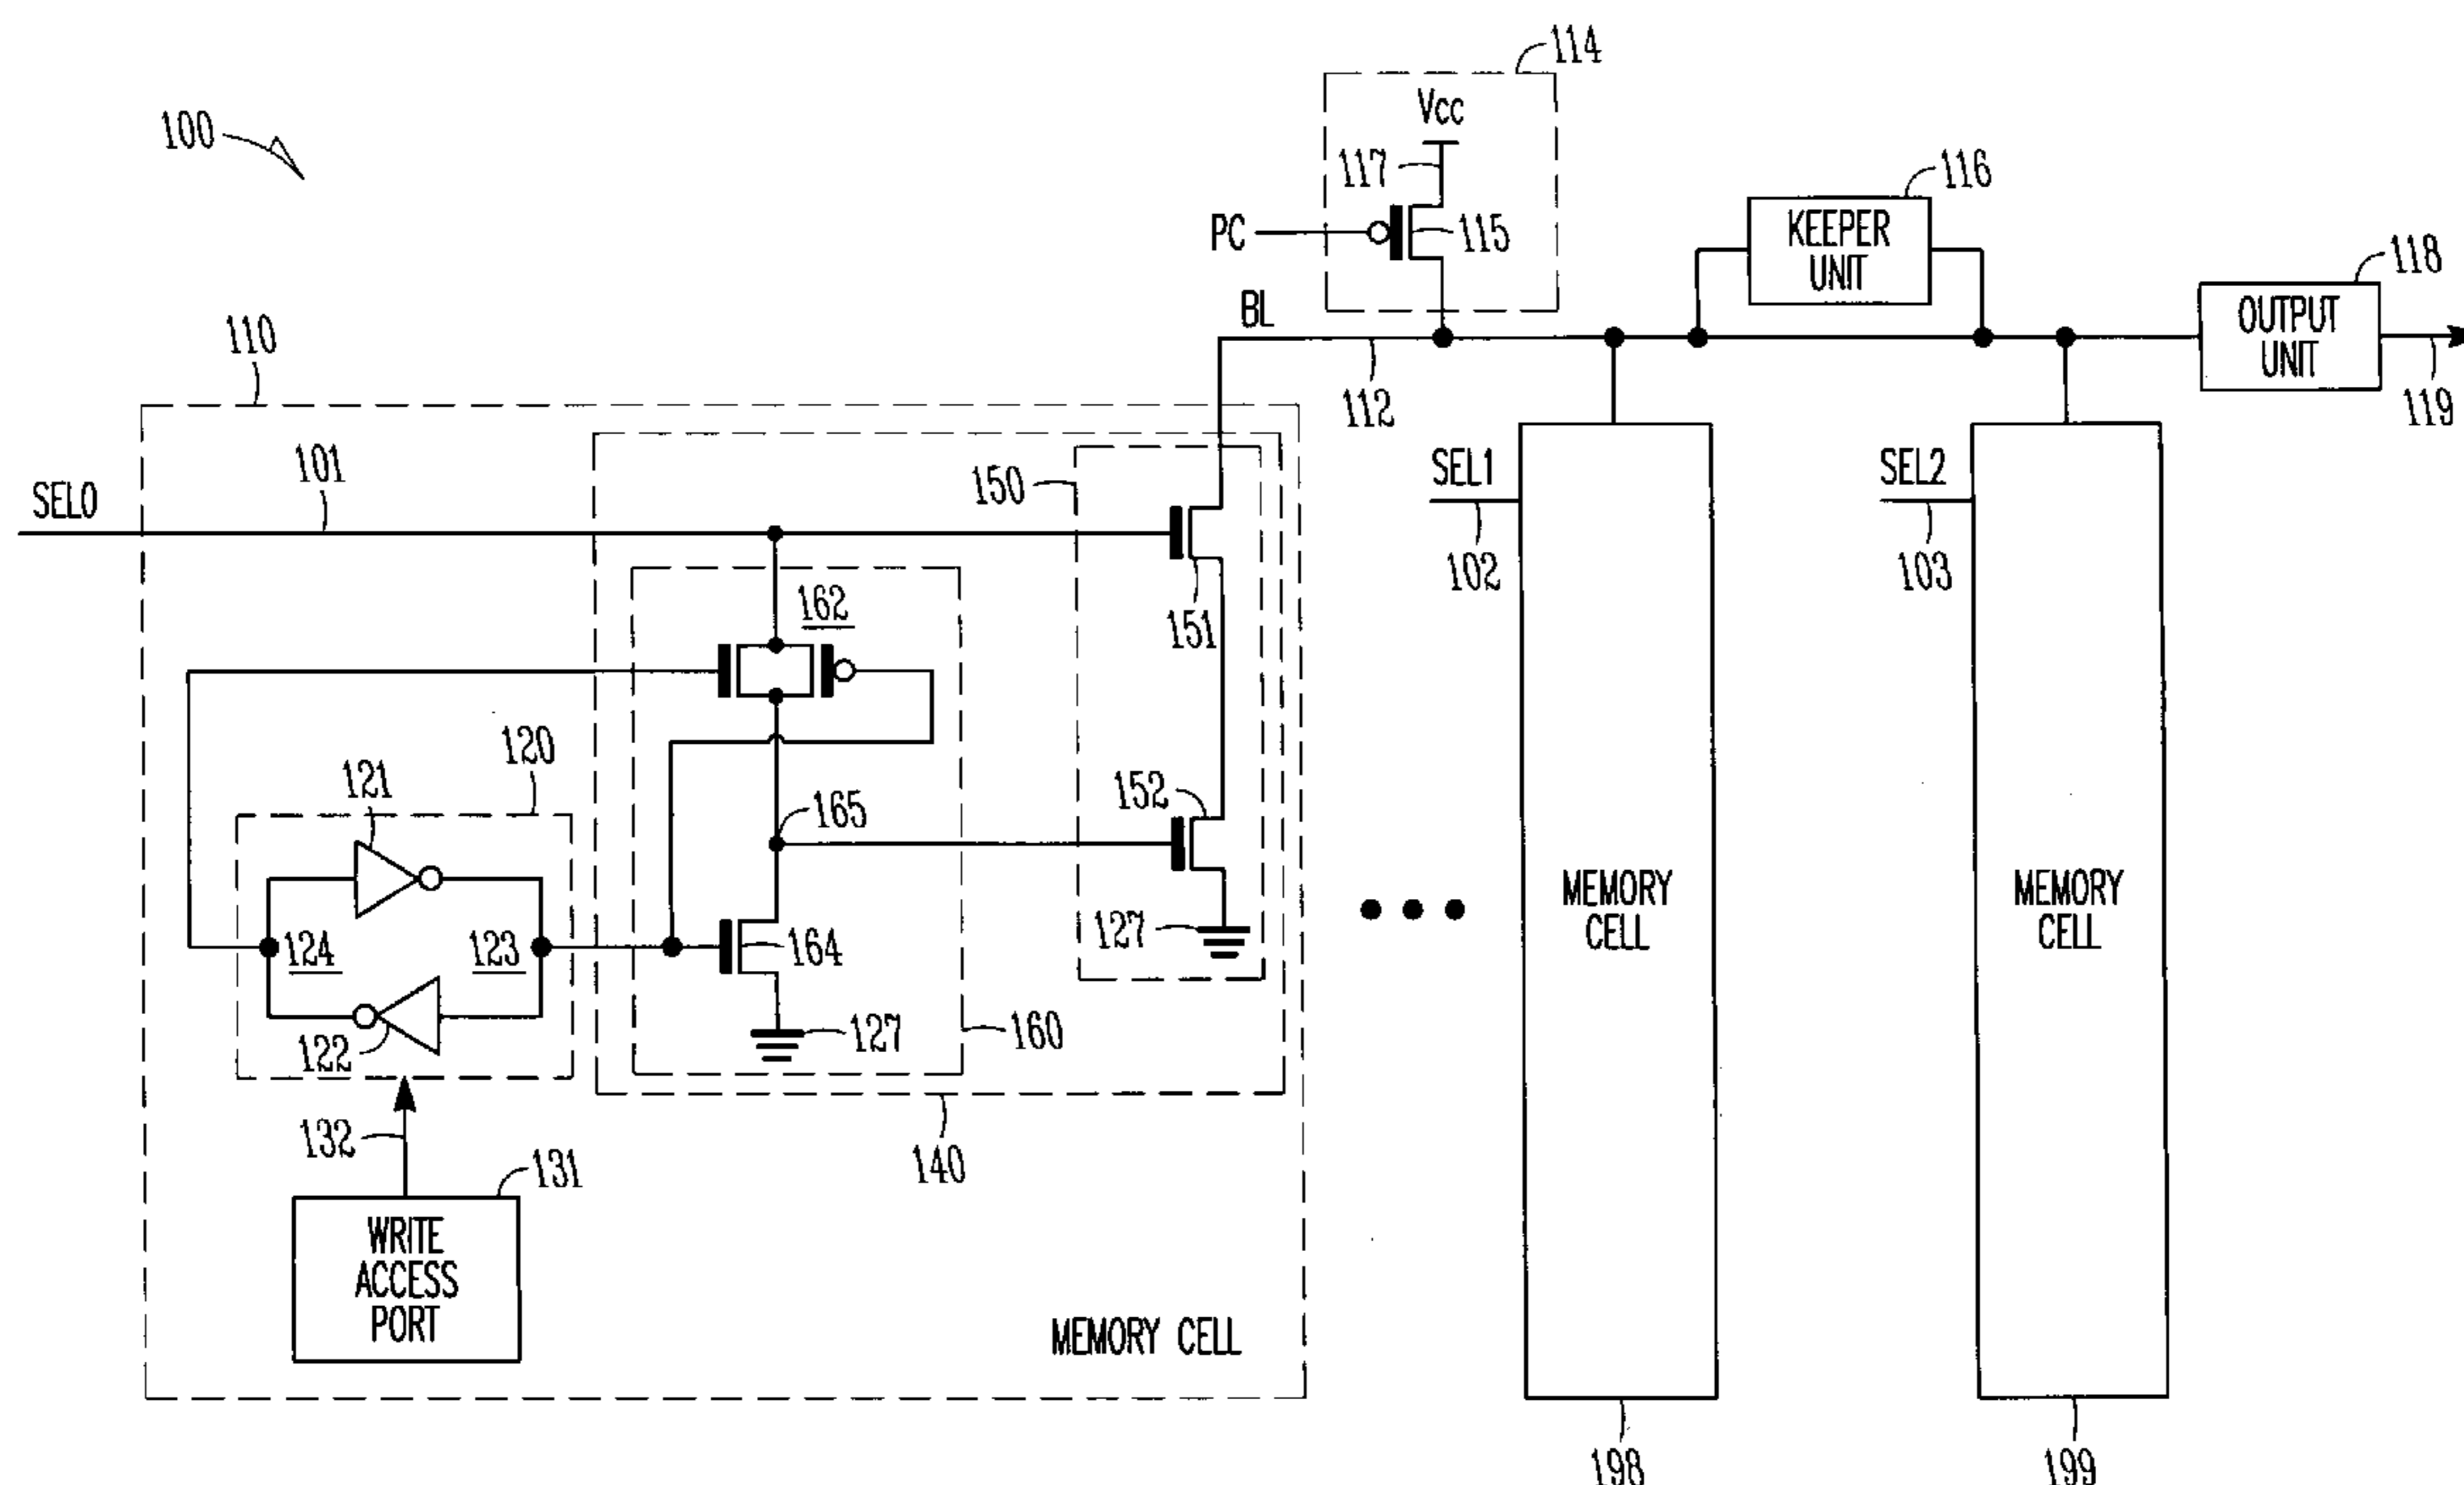 114
Vcc
100
117
116
PC
115
KEEPER
UNIT
118
BL
OUTPUT
UNIT
110
112
119
101
150
SEL1
SEL2
SEL0
102
103
162
151
120
121
165
152
MEMORY
CELL
MEMORY
CELL
124
123
164
127
122
127
160
132
140
131
WRITE
ACCESS
PORT
MEMORY CELL
198
199